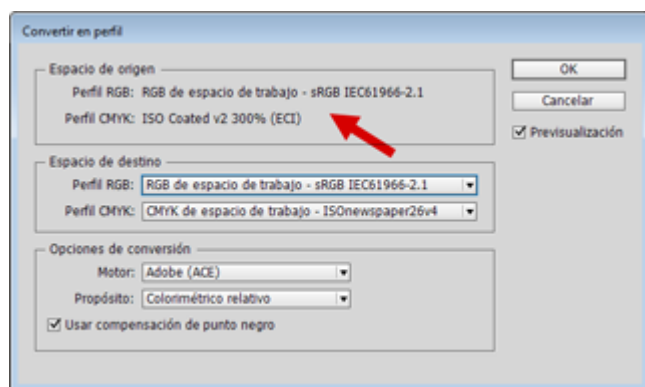 Convertir en perfil
Espacio de origen
Perfil RGB: RGB de espacio de trabajo - sRGB IEC61966-2.1
Perfil CMYK: ISO Coated v2 300% (ECI)
OK
Cancelar
Previsualización
Espacio de destino
Perfil RGB: RGB de espacio de trabajo - sRGB IEC61966-2.1
Perfil CMYK: CMYK de espacio de trabajo - ISOnewspaper26v4
Opciones de conversión
Motor: Adobe (ACE)
Propósito: Colorimétrico relativo
Usar compensación de punto negro